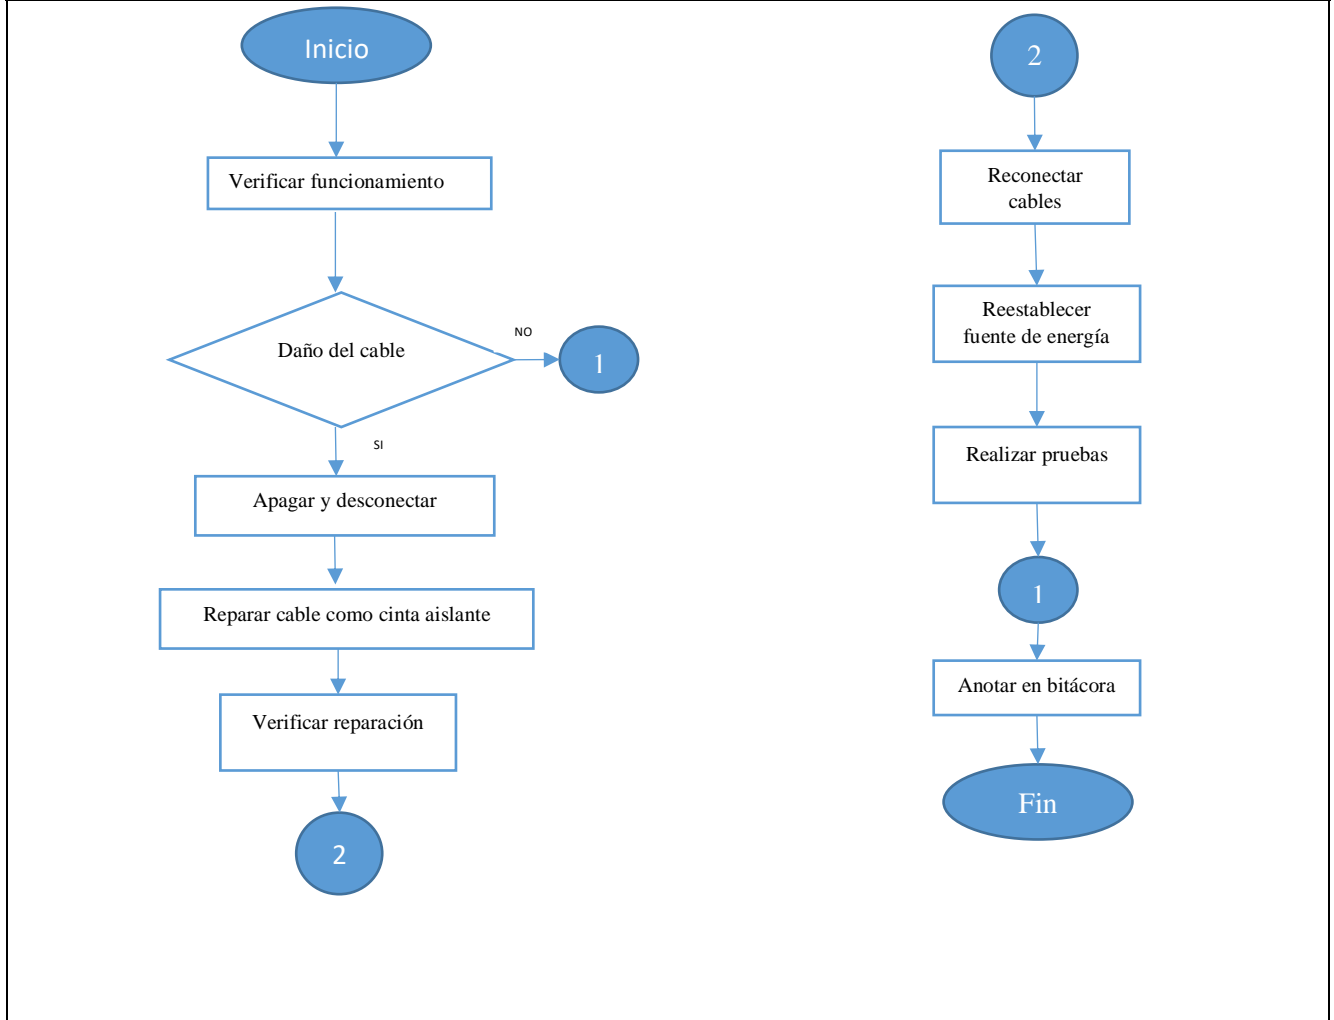 Inicio
Verificar funcionamiento
Daño del cable
NO
1
SI
Apagar y desconectar
Reparar cable como cinta aislante
Verificar reparación
2
2
Reconectar
cables
Reestablecer
fuente de energía
Realizar pruebas
1
Anotar en bitácora
Fin